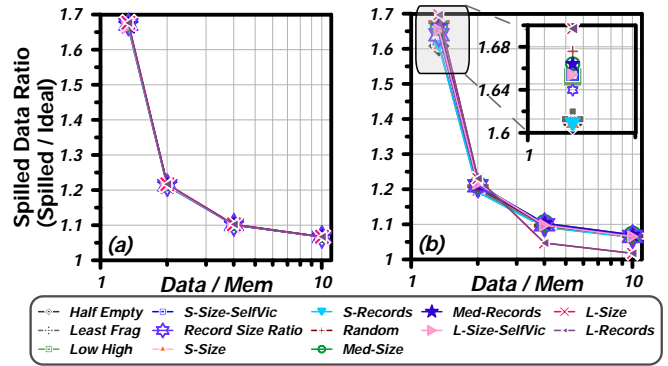 Spilled Data Ratio
(Spilled / Ideal)
1.7
1.6
1.5
1.4
1.3
1.2
1.1
1
(a)
1
10
Data / Mem
1.7
1.6
1.5
1.4
1.3
1.2
1.1
1
(b)
1
10
Data / Mem
1.68
1.64
1.6
1
Half Empty
Least Frag
Low High
S-Size-SelfVic
Record Size Ratio
S-Size
S-Records
Random
Med-Size
Med-Records
L-Size-SelfVic
L-Size
L-Records